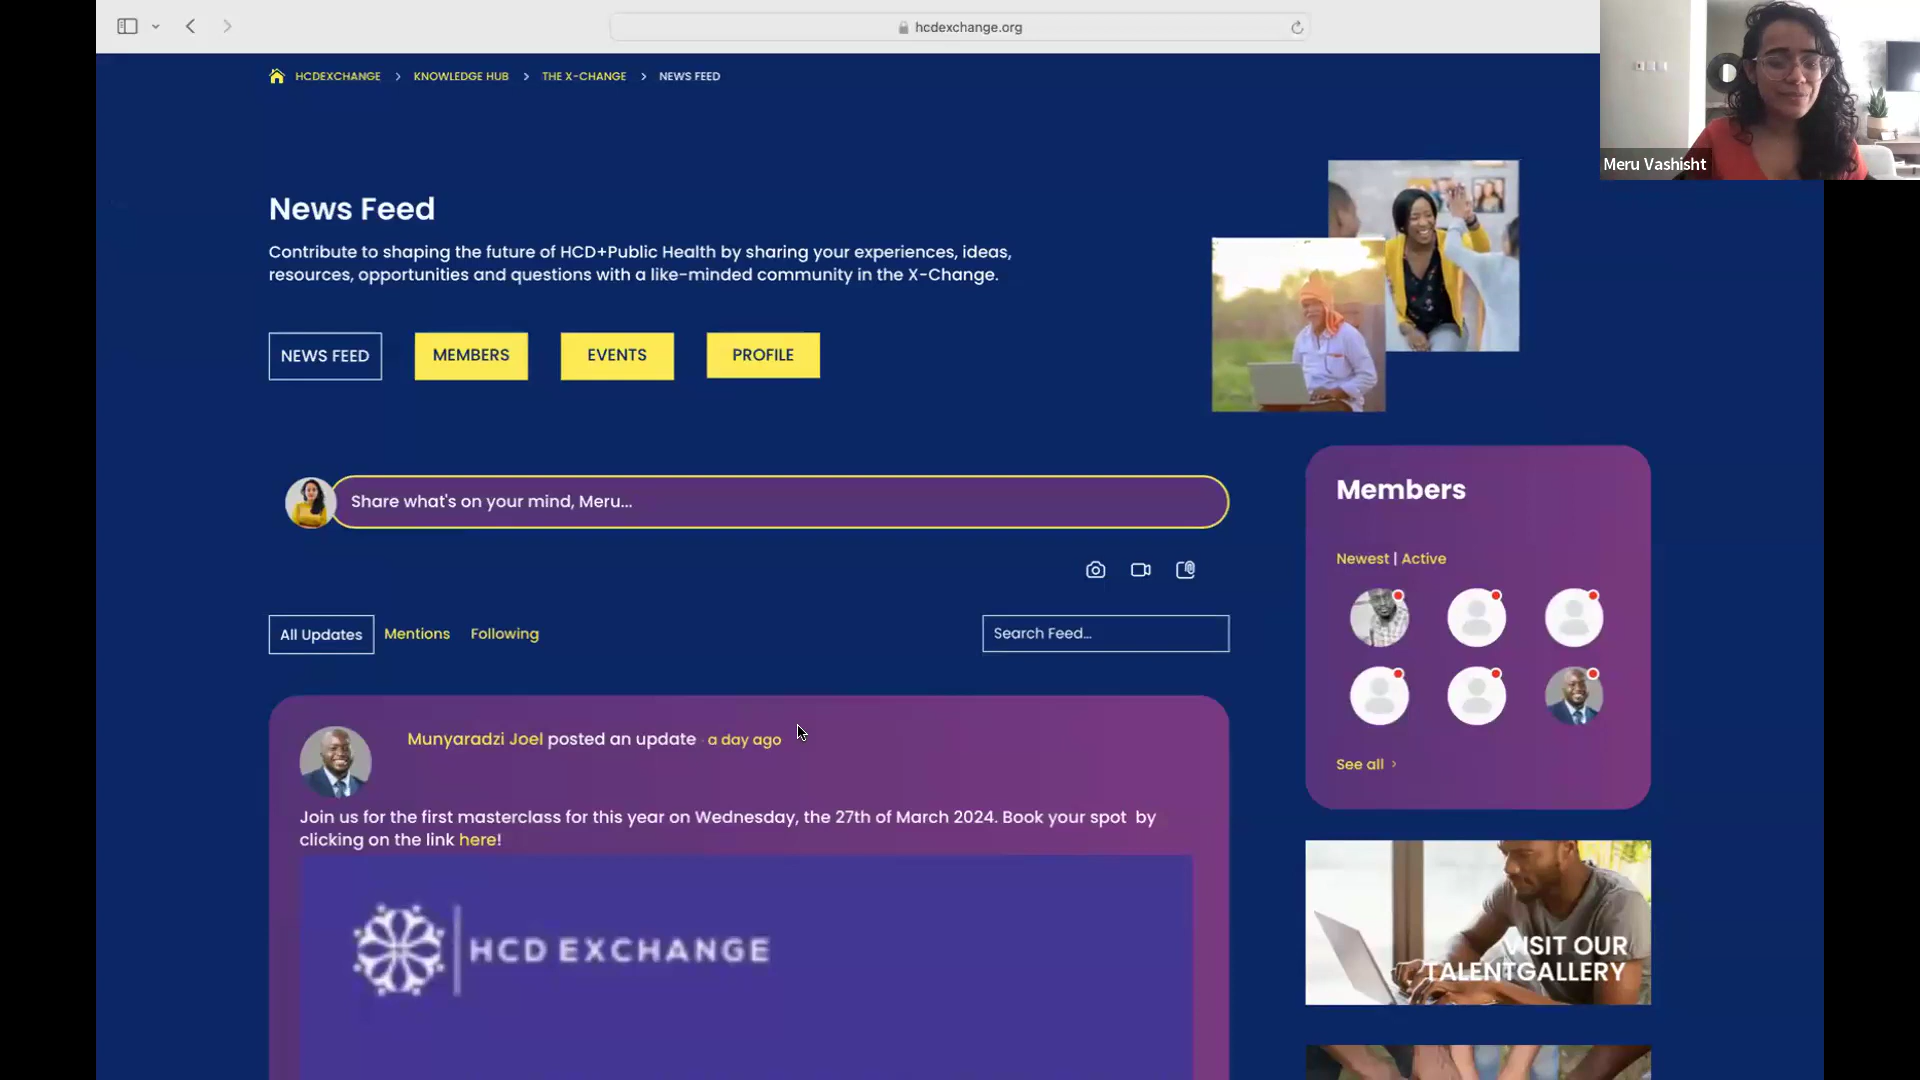 hcdexchange.org
Meru Vashisht
HCDEXCHANGE > KNOWLEDGE HUB > THE X-CHANGE > NEWS FEED
News Feed
Contribute to shaping the future of HCD+Public Health by sharing your experiences, ideas,
resources, opportunities and questions with a like-minded community in the X-Change.
NEWS FEED MEMBERS EVENTS PROFILE
Share what's on your mind, Meru...
All Updates Mentions Following
Search Feed...
Munyaradzi Joel posted an update · a day ago
Join us for the first masterclass for this year on Wednesday, the 27th of March 2024. Book your spot by
clicking on the link here!
HCD EXCHANGE
Members
Newest | Active
See all >
VISIT OUR
TALENTGALLERY